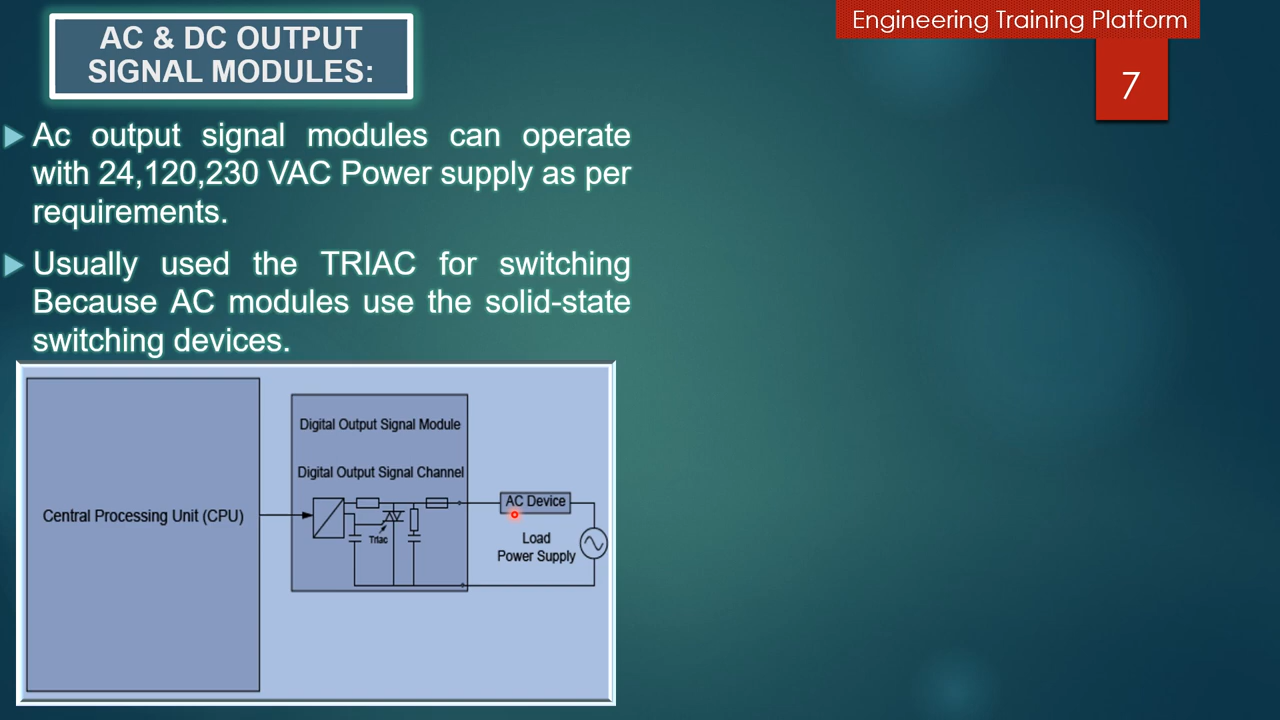 AC & DC OUTPUT
SIGNAL MODULES:
Engineering Training Platform
7
Ac output signal modules can operate
with 24,120,230 VAC Power supply as per
requirements.
Usually used the TRIAC for switching
Because AC modules use the solid-state
switching devices.
Central Processing Unit (CPU)
Digital Output Signal Module
Digital Output Signal Channel
Triac
AC Device
Load
Power Supply